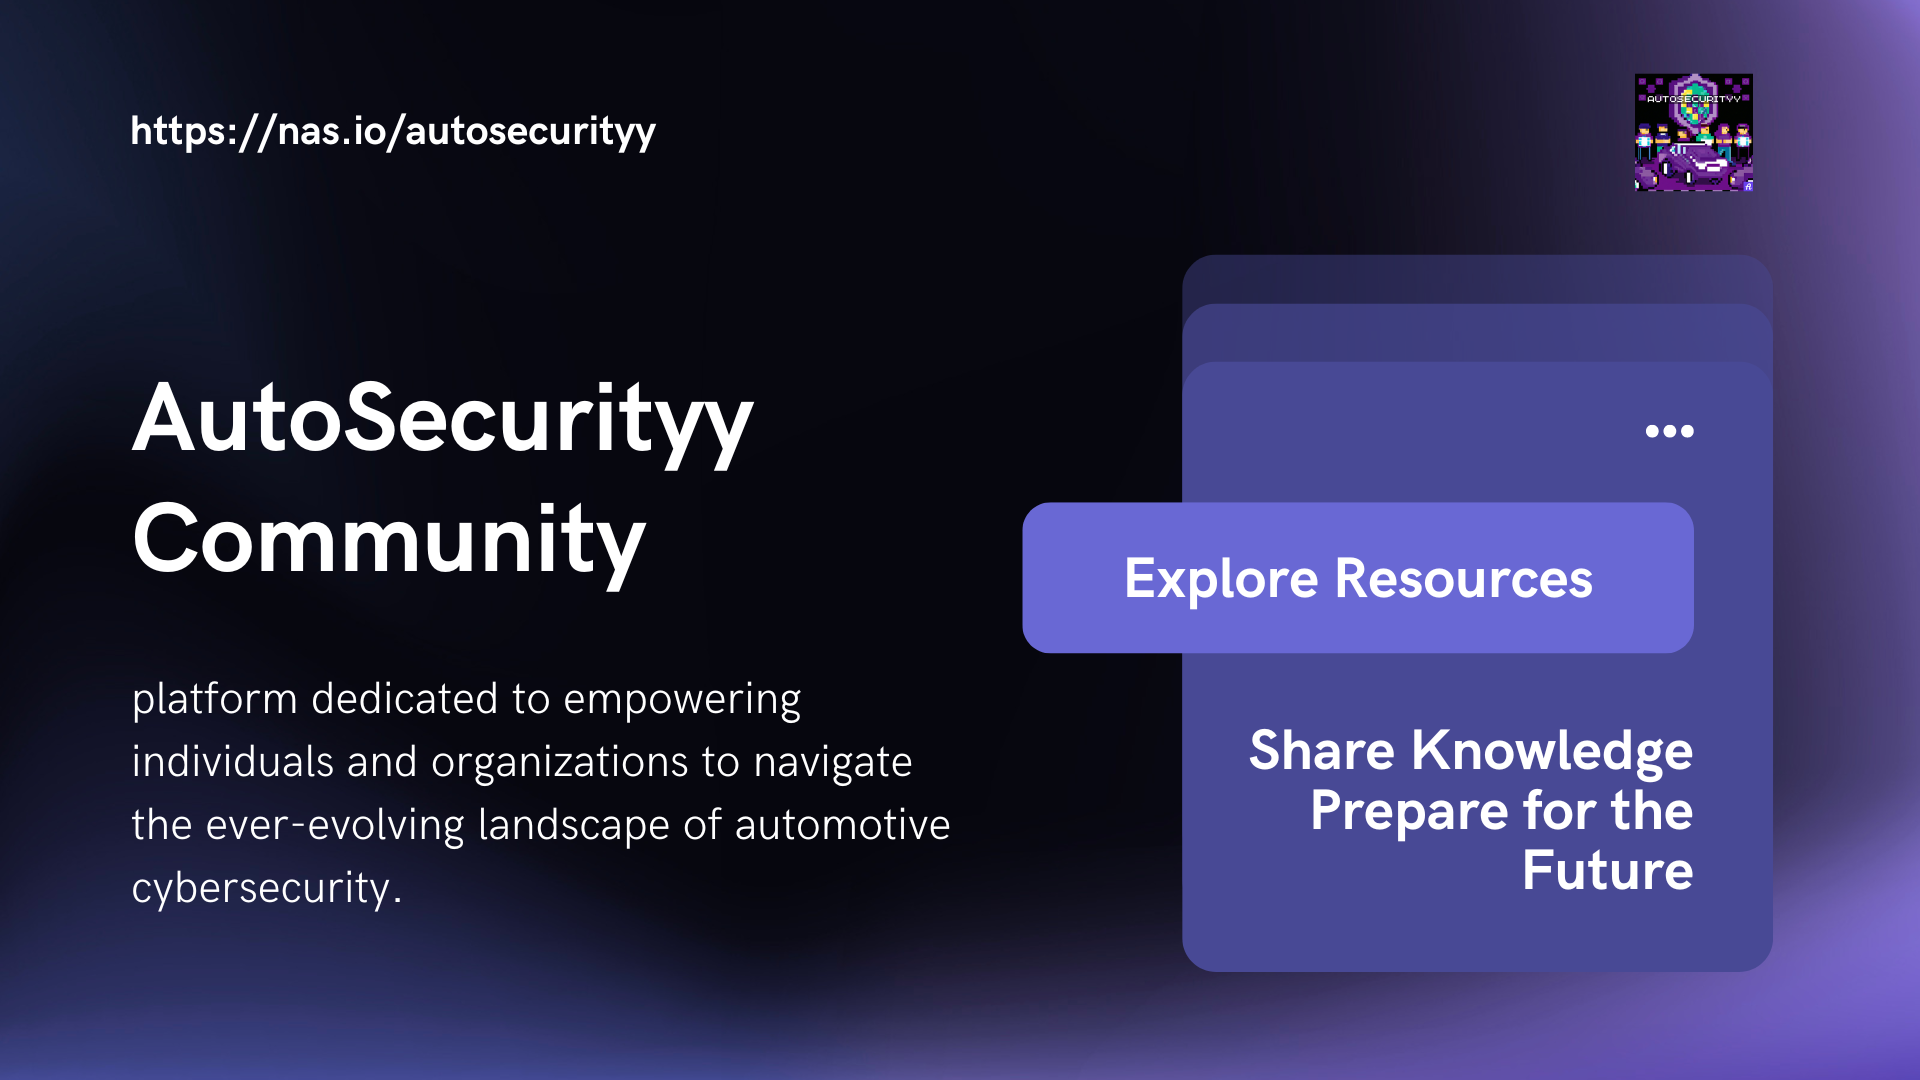 https://nas.io/autosecurityy
AUTOSECURITYY
AutoSecurityy
Community
platform dedicated to empowering
individuals and organizations to navigate
the ever-evolving landscape of automotive
cybersecurity.
•••
Explore Resources
Share Knowledge
Prepare for the
Future